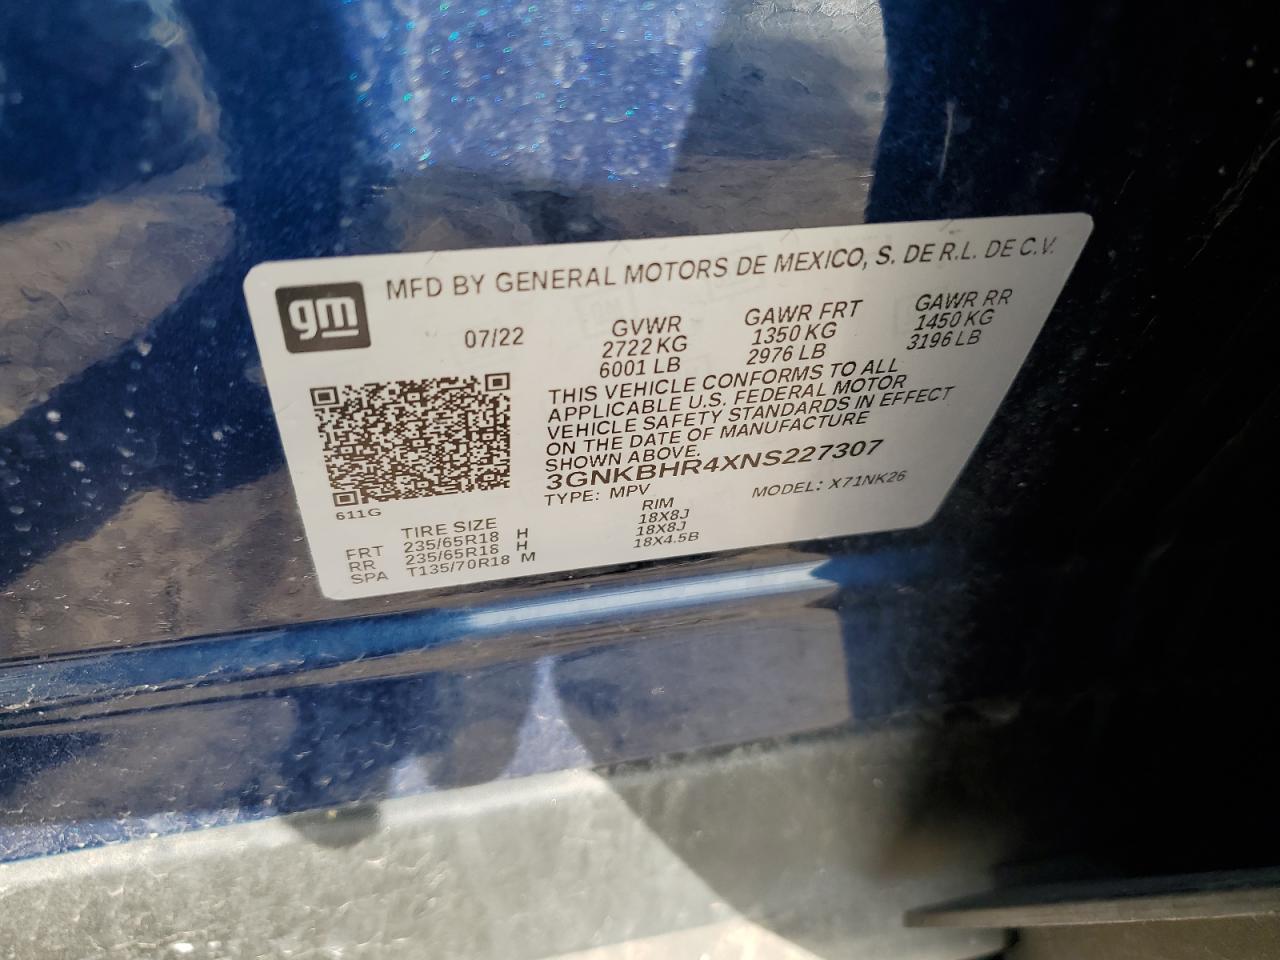 gm
MFD BY GENERAL MOTORS DE MEXICO, S. DE R.L. DE C.V.
07/22
GVWR
2722 KG
6001 LB
GAWR FRT
1350 KG
2976 LB
GAWR RR
1450 KG
3196 LB
THIS VEHICLE CONFORMS TO ALL
APPLICABLE U.S. FEDERAL MOTOR
VEHICLE SAFETY STANDARDS IN EFFECT
ON THE DATE OF MANUFACTURE
SHOWN ABOVE.
3GNKBHR4XNS227307
TYPE: MPV
MODEL: X71NK26
611G
TIRE SIZE
RIM
FRT 235/65R18 H 18X8J
RR 235/65R18 H 18X8J
SPA T135/70R18 M 18X4.5B